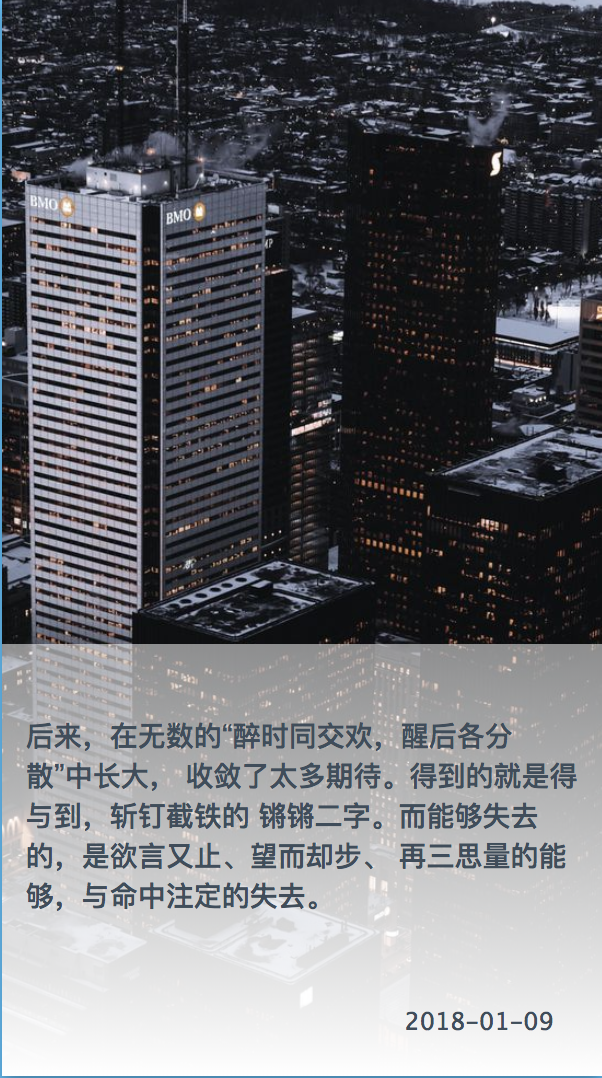 BMO
BMO
后来，在无数的“醉时同交欢，醒后各分
散”中长大， 收敛了太多期待。得到的就是得
与到，斩钉截铁的 锵锵二字。而能够失去
的，是欲言又止、望而却步、 再三思量的能
够，与命中注定的失去。
2018-01-09